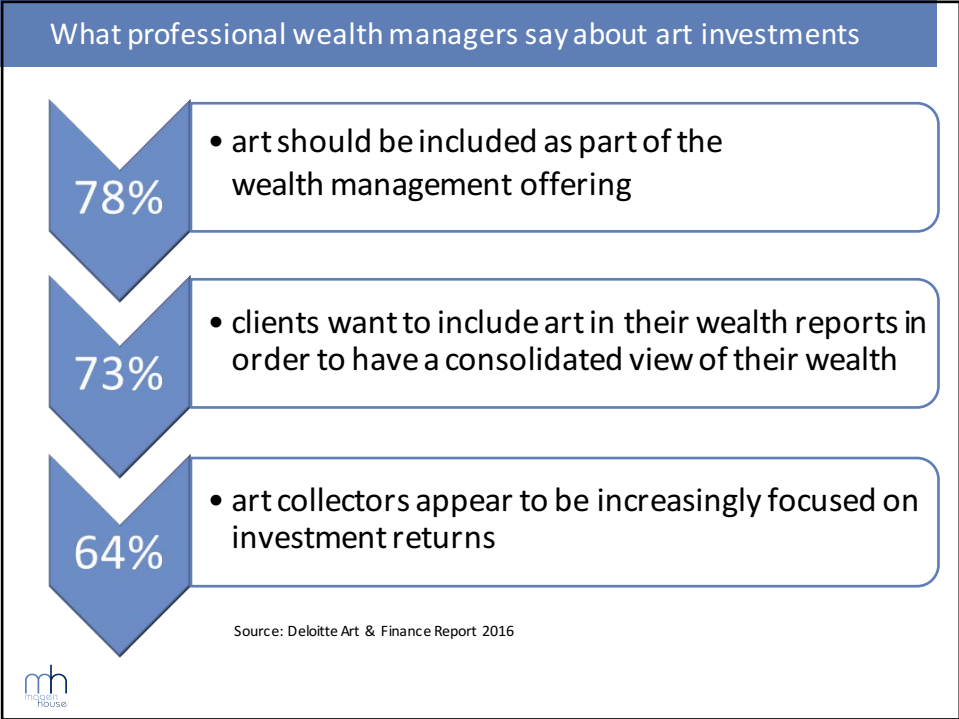 What professional wealth managers say about art investments
78%
• art should be included as part of the
wealth management offering
73%
• clients want to include art in their wealth reports in
order to have a consolidated view of their wealth
64%
• art collectors appear to be increasingly focused on
investment returns
Source: Deloitte Art & Finance Report 2016
mh
magen
house